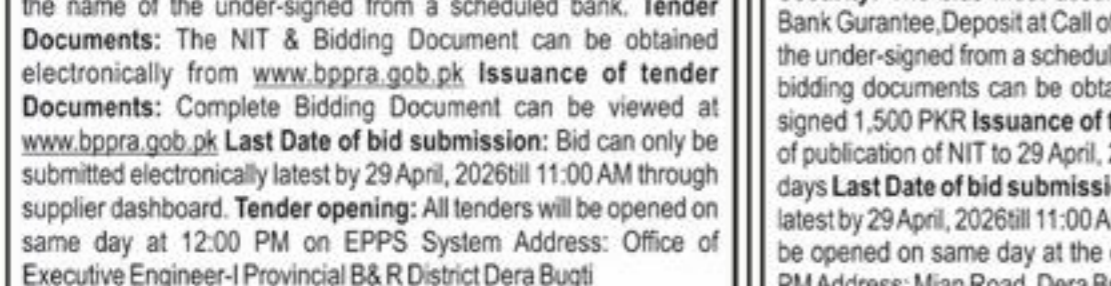 the name of the under-signed from a scheduled bank. Tender
Documents: The NIT & Bidding Document can be obtained
electronically from www.bppra.gob.pk Issuance of tender
Documents: Complete Bidding Document can be viewed at
www.bppra.gob.pk Last Date of bid submission: Bid can only be
submitted electronically latest by 29 April, 2026till 11:00 AM through
supplier dashboard. Tender opening: All tenders will be opened on
same day at 12:00 PM on EPPS System Address: Office of
Executive Engineer-I Provincial B& R District Dera Bugti
Bank Gurantee,Deposit at Call or
the under-signed from a schedul
bidding documents can be obta
signed 1,500 PKR Issuance of t
of publication of NIT to 29 April, 2
days Last Date of bid submissi
latest by 29 April, 2026till 11:00 A
be opened on same day at the
PM Address: Mian Road, Dera B